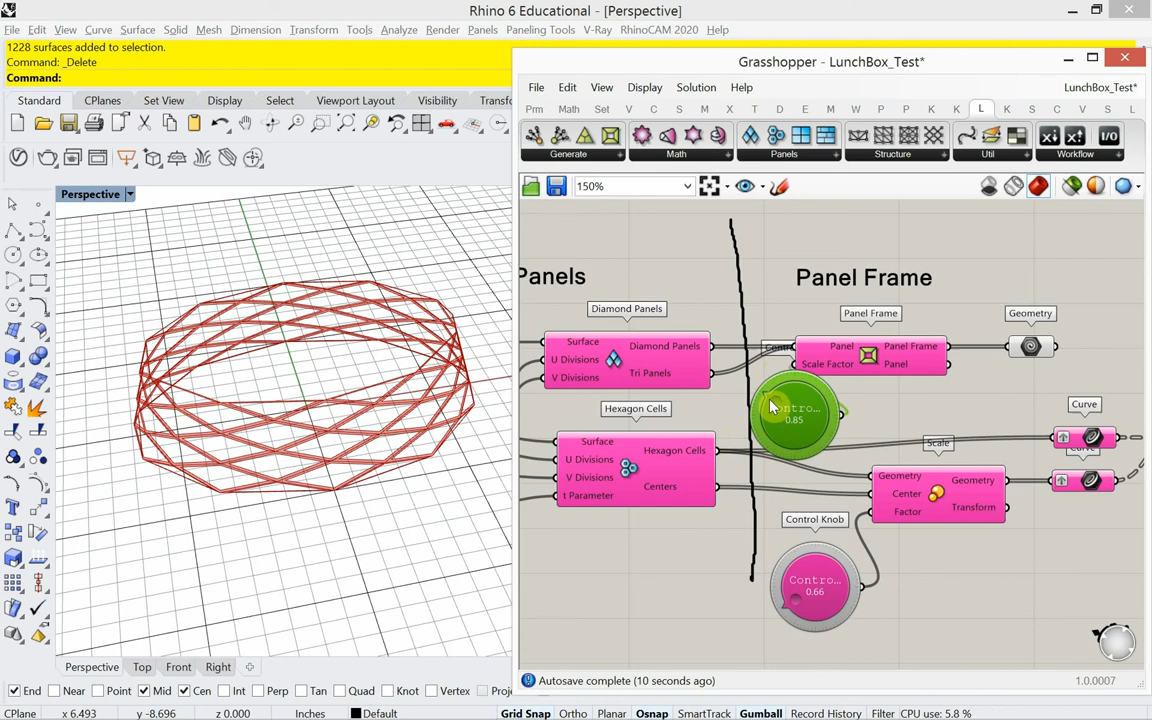 Rhino 6 Educational - [Perspective]
File Edit View Curve Surface Solid Mesh Dimension Transform Tools Analyze Render Panels Paneling Tools V-Ray RhinoCAM 2020 Help
1228 surfaces added to selection.
Command: _Delete
Command:
Standard CPlanes Set View Display Select Viewport Layout Visibility Transfo
Perspective
Grasshopper - LunchBox_Test*
File Edit View Display Solution Help LunchBox_Test*
Prm Math Set V C S M X T D M W P P K K L K S C V S L
Generate Math Panels Structure Util Workflow
I/O
150%
Panels
Panel Frame
Diamond Panels
Surface
U Divisions
V Divisions
Diamond Panels
Tri Panels
Panel Frame
Panel
Scale Factor
Panel Frame
Panel
Geometry
Contro...
0.85
Hexagon Cells
Surface
U Divisions
V Divisions
t Parameter
Hexagon Cells
Centers
Scale
Geometry
Center
Factor
Geometry
Transform
Curve
Control Knob
Contro...
0.66
Autosave complete (10 seconds ago)
1.0.0007
Perspective Top Front Right
End Near Point Mid Cen Int Perp Tan Quad Knot Vertex Proje
CPlane x 6.493 y -8.696 z 0.000 Inches Default Grid Snap Ortho Planar Osnap SmartTrack Gumball Record History Filter CPU use: 5.8 %